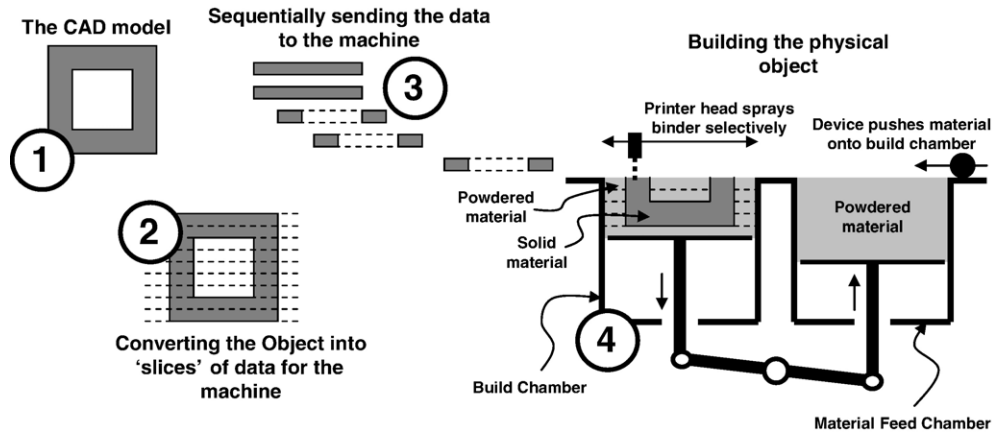 The CAD model
1
2
Converting the Object into
‘slices’ of data for the
machine
Sequentially sending the data
to the machine
3
Building the physical
object
Printer head sprays
binder selectively
Device pushes material
onto build chamber
Powdered
material
Solid
material
Powdered
material
4
Build Chamber
Material Feed Chamber